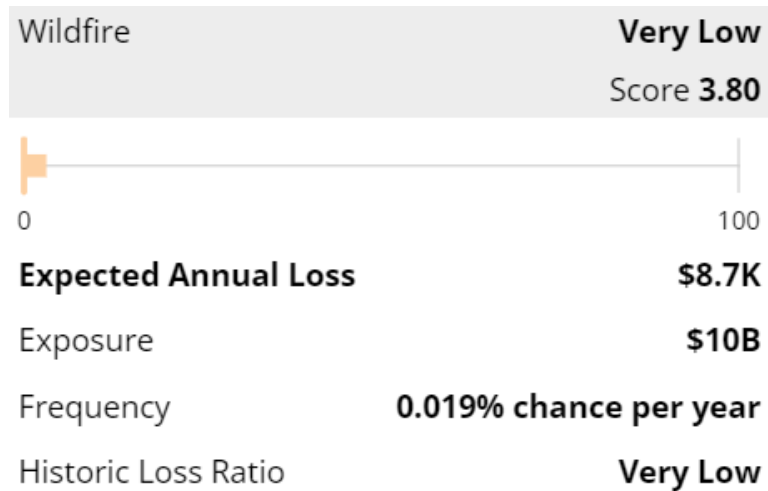 Wildfire Very Low
Score 3.80
0 100
Expected Annual Loss $8.7K
Exposure $10B
Frequency 0.019% chance per year
Historic Loss Ratio Very Low